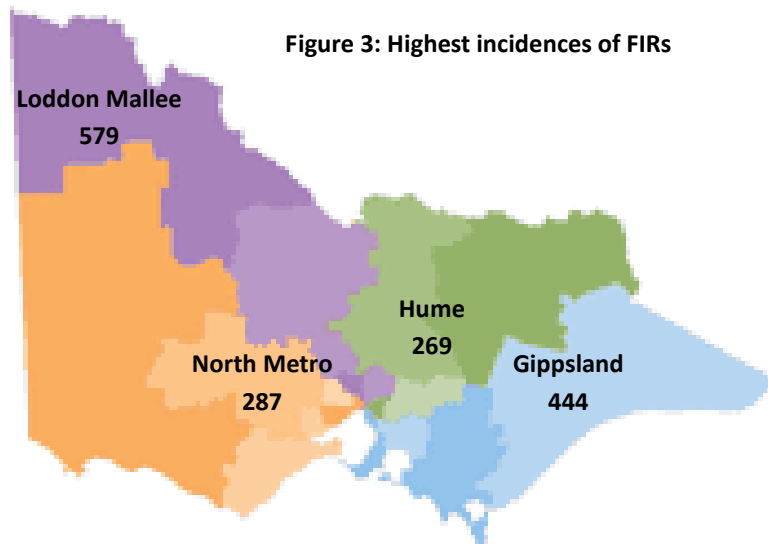 Figure 3: Highest incidences of FIRs
Loddon Mallee
579
Hume
269
North Metro
287
Gippsland
444